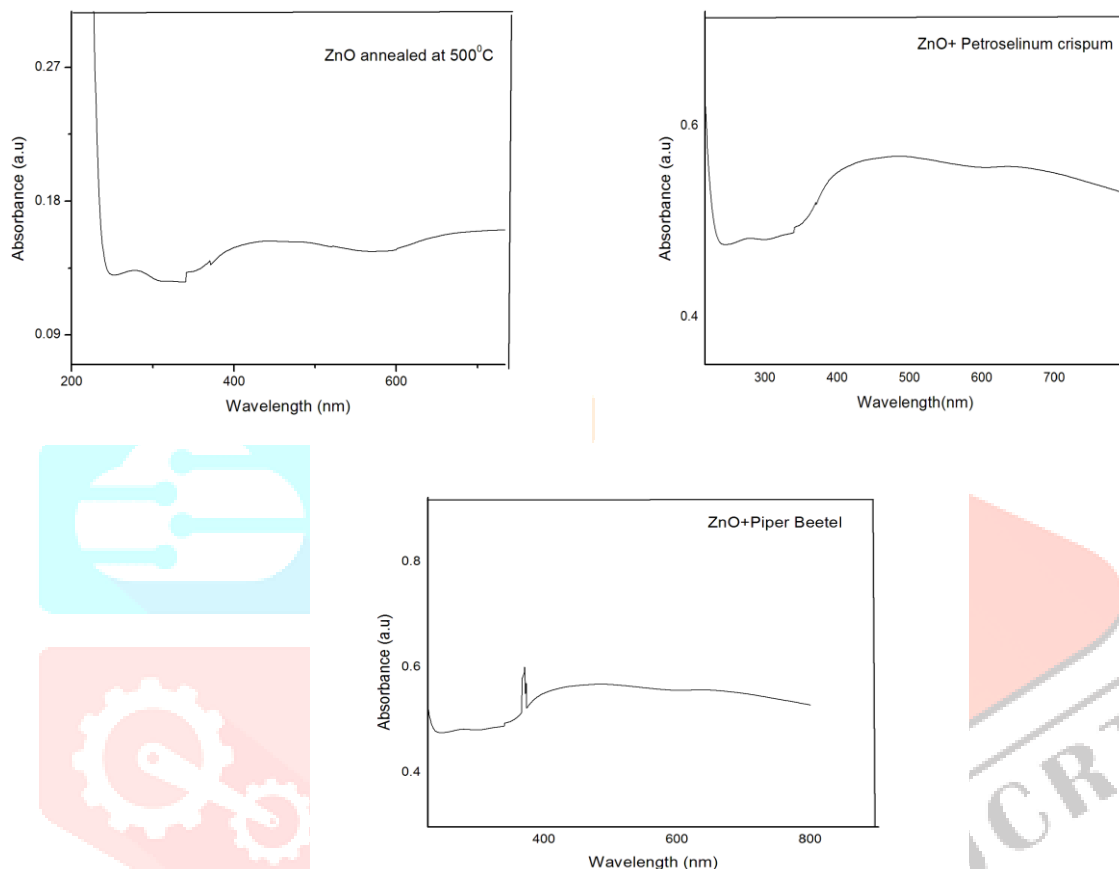 ZnO annealed at 500⁰C
0.27
0.18
0.09
Absorbance (a.u)
200
400
600
Wavelength (nm)
ZnO+ Petroselinum crispum
0.6
0.4
Absorbance (a.u)
300
400
500
600
700
Wavelength(nm)
ZnO+Piper Beetel
0.8
0.6
0.4
Absorbance (a.u)
400
600
800
Wavelength (nm)